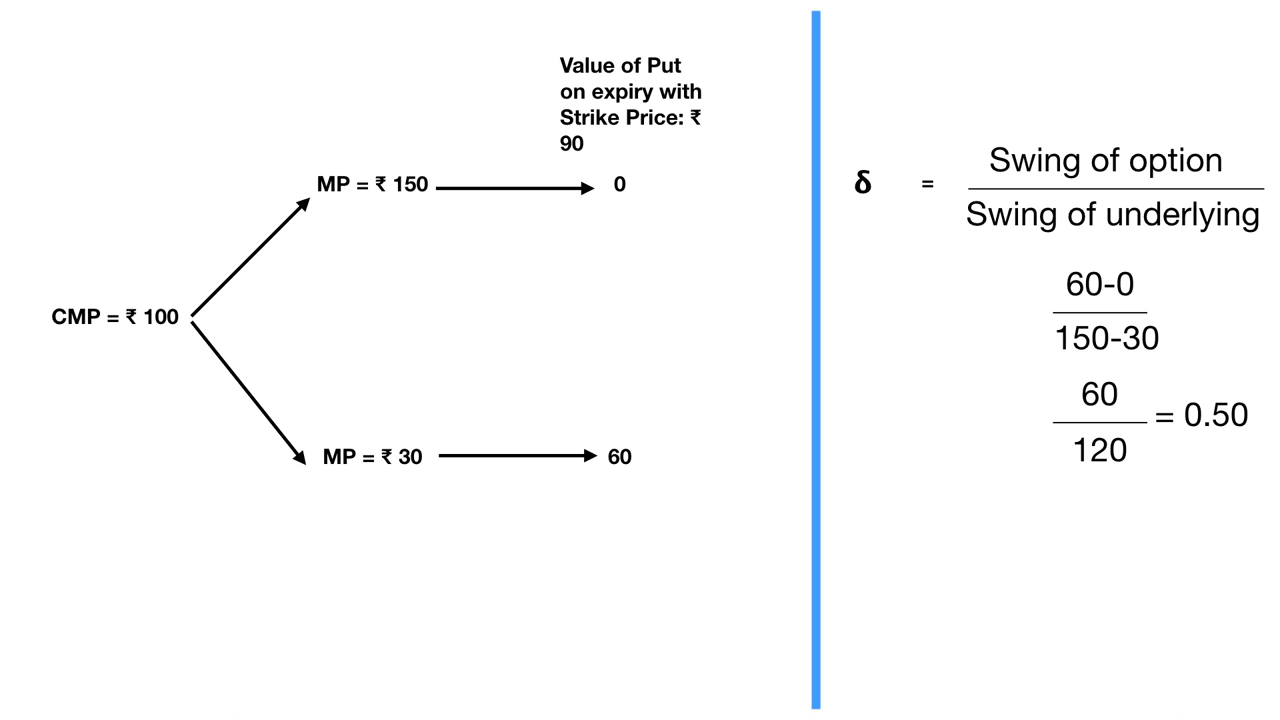 Value of Put
on expiry with
Strike Price: ₹
90
MP = ₹ 150
0
CMP = ₹ 100
MP = ₹ 30
60
δ = Swing of option
Swing of underlying
60-0
150-30
60
= 0.50
120